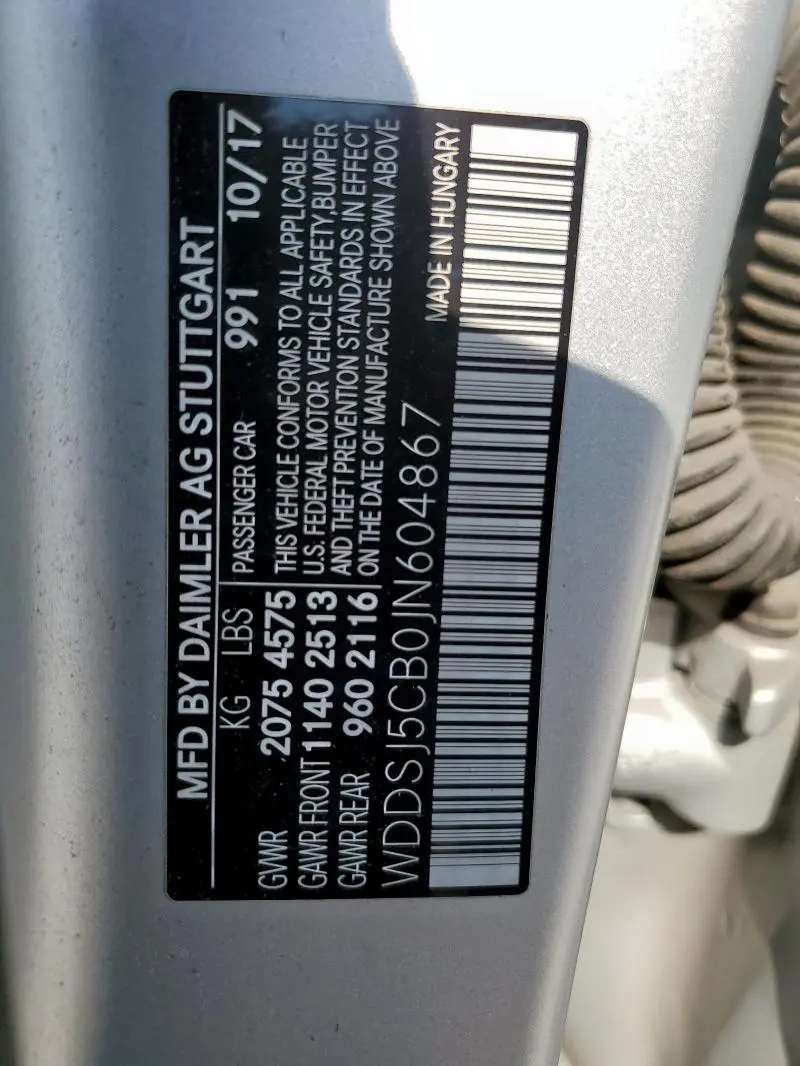 MFD BY DAIMLER AG STUTTGART
KG LBS
PASSENGER CAR 991 10/17
GVWR 2075 4575
GAWR FRONT 1140 2513
GAWR REAR 960 2116
THIS VEHICLE CONFORMS TO ALL APPLICABLE
U.S. FEDERAL MOTOR VEHICLE SAFETY,BUMPER
AND THEFT PREVENTION STANDARDS IN EFFECT
ON THE DATE OF MANUFACTURE SHOWN ABOVE
WDDSJ5CB0JN604867
MADE IN HUNGARY